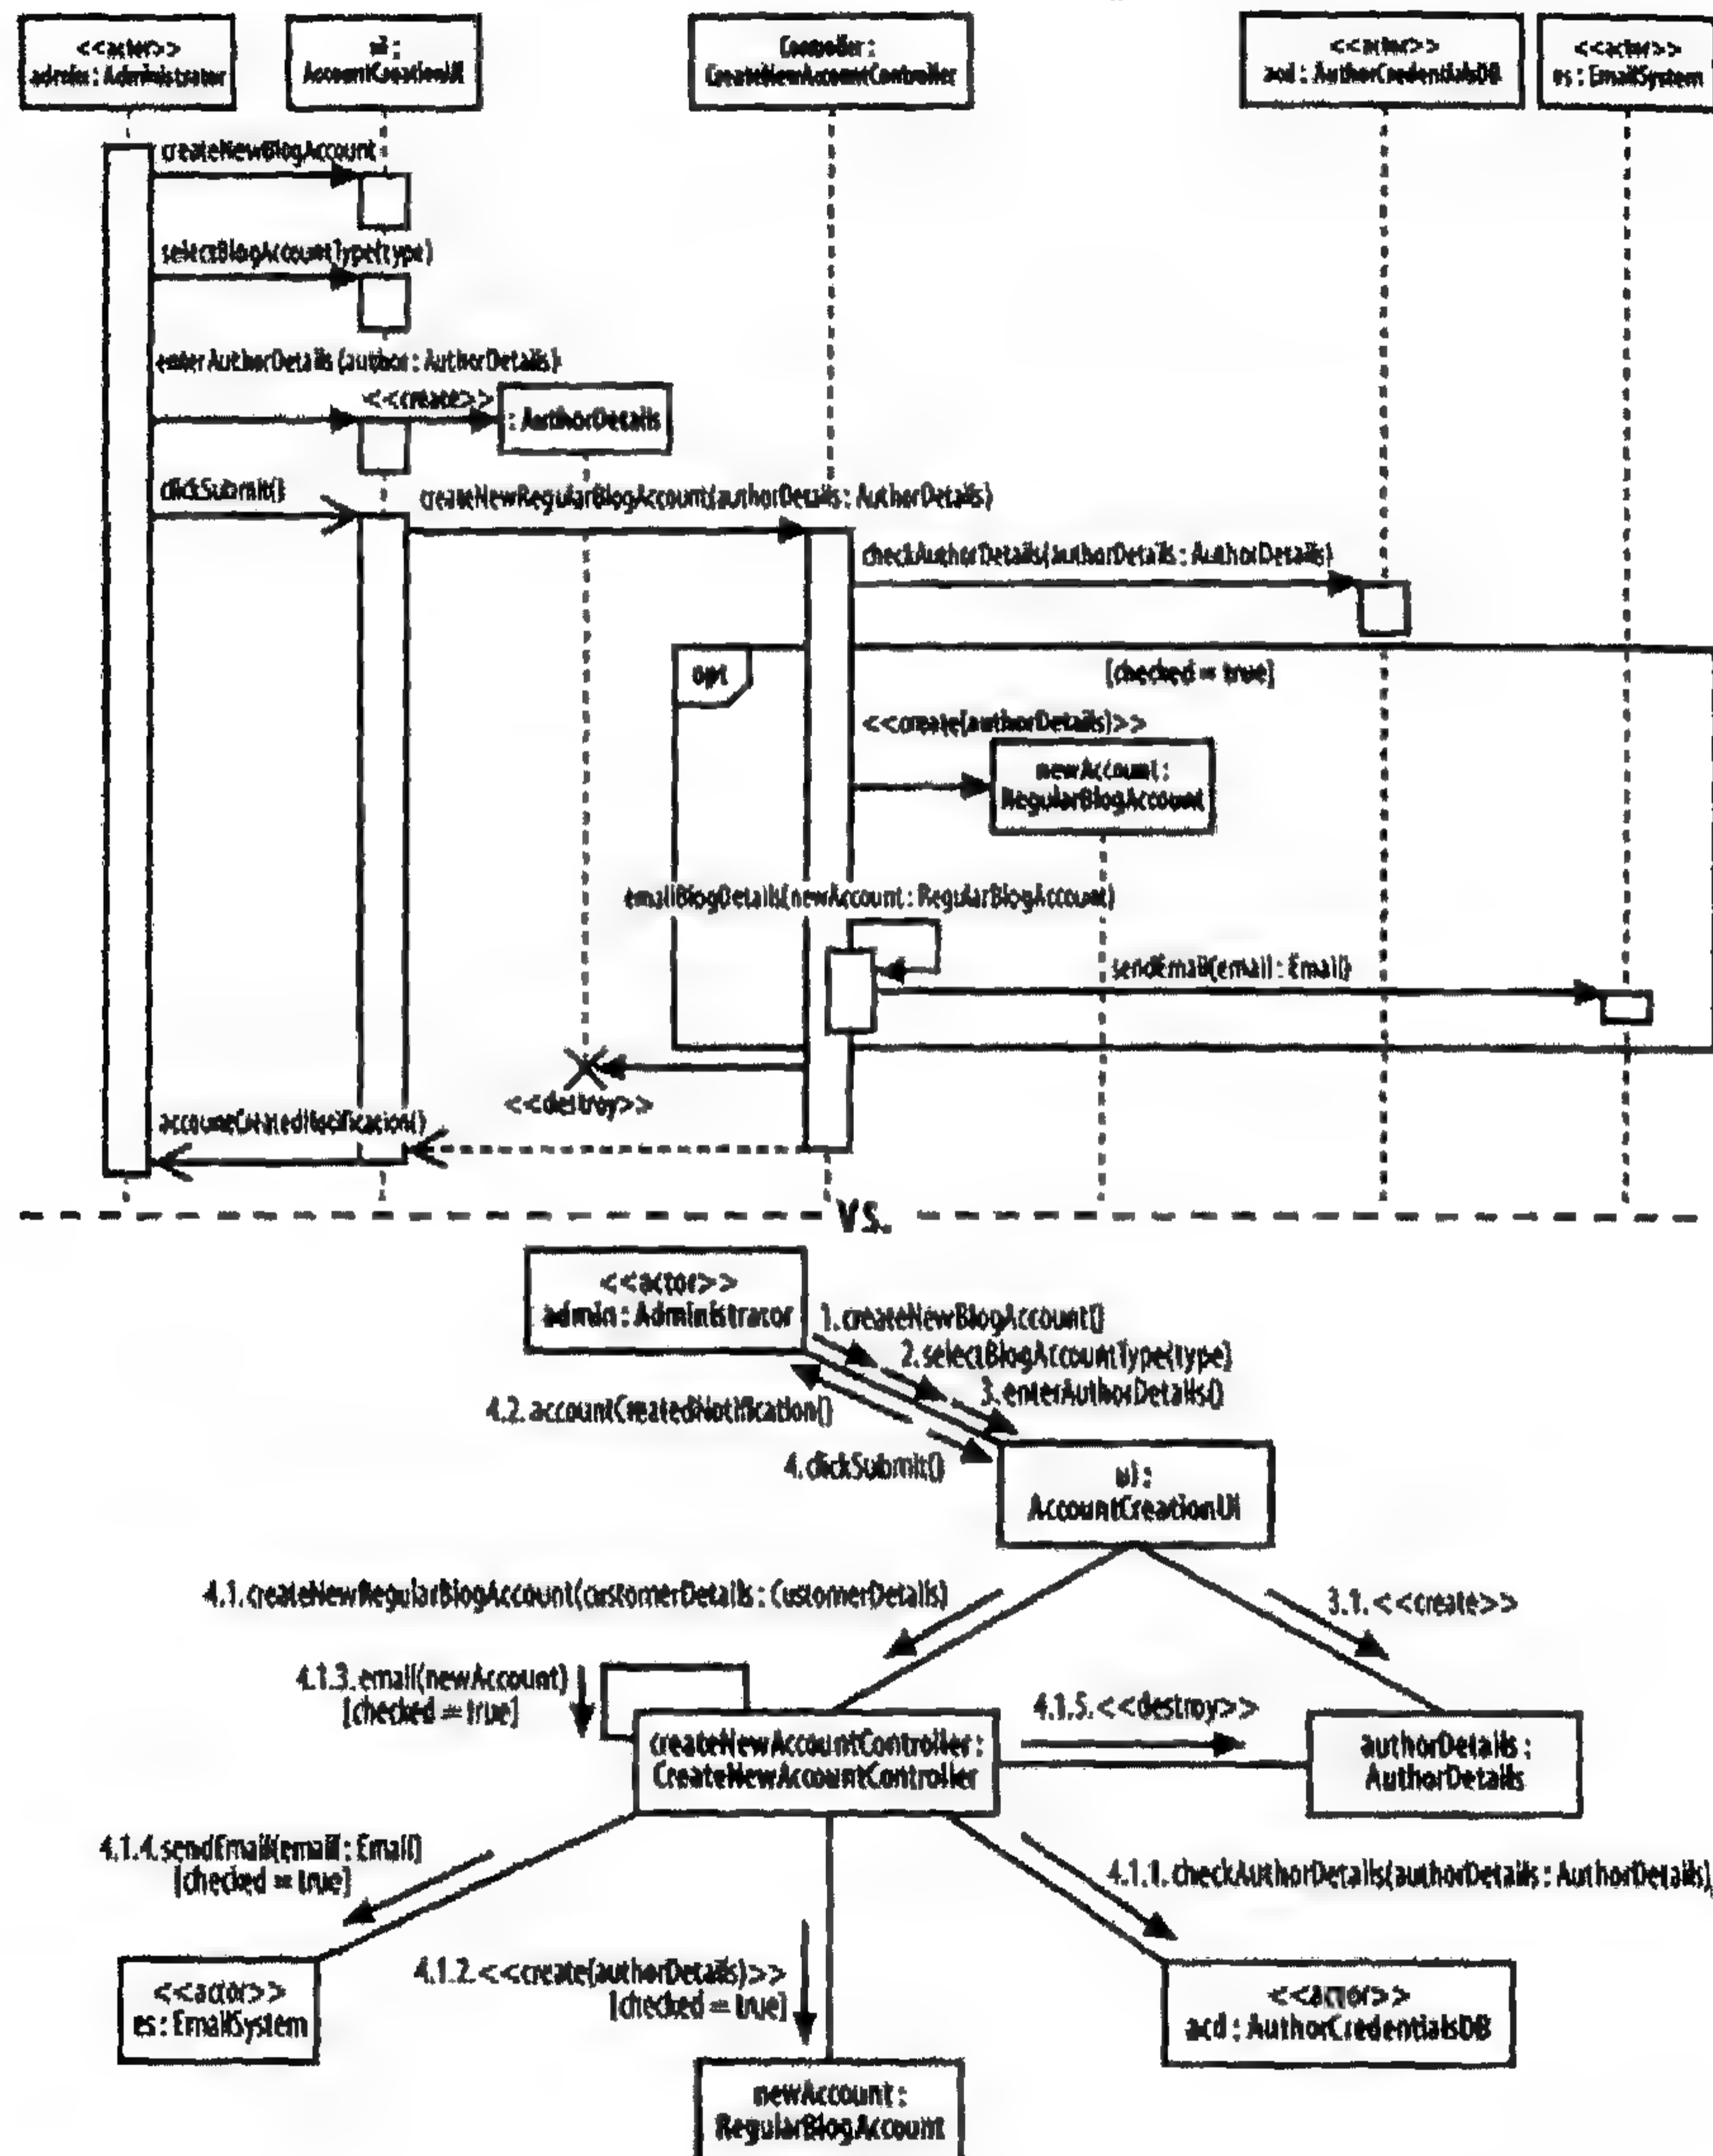 <<actor>>
admin : Administrator
ui :
AccountCreationUI
Controller :
CreateNewAccountController
<<actor>>
acd : AuthorCredentialsDB
<<actor>>
es : EmailSystem
createNewBlogAccount
selectBlogAccountType(type)
enterAuthorDetails (author : AuthorDetails)
<<create>>
: AuthorDetails
clickSubmit()
createNewRegularBlogAccount(authorDetails : AuthorDetails)
checkAuthorDetails(authorDetails : AuthorDetails)
opt
[checked = true]
<<create(authorDetails)>>
newAccount :
RegularBlogAccount
emailBlogDetails(newAccount : RegularBlogAccount)
sendEmail(email : Email)
<<destroy>>
accountCreatedNotification()
VS.
<<actor>>
admin : Administrator
1. createNewBlogAccount()
2. selectBlogAccountType(type)
3. enterAuthorDetails()
4.2. accountCreatedNotification()
4. clickSubmit()
ui :
AccountCreationUI
4.1. createNewRegularBlogAccount(customerDetails : CustomerDetails)
3.1. <<create>>
4.1.3. email(newAccount)
[checked = true]
4.1.5. <<destroy>>
createNewAccountController :
CreateNewAccountController
authorDetails :
AuthorDetails
4.1.4. sendEmail(email : Email)
[checked = true]
4.1.1. checkAuthorDetails(authorDetails : AuthorDetails)
4.1.2. <<create(authorDetails)>>
[checked = true]
<<actor>>
es : EmailSystem
<<actor>>
acd : AuthorCredentialsDB
newAccount :
RegularBlogAccount